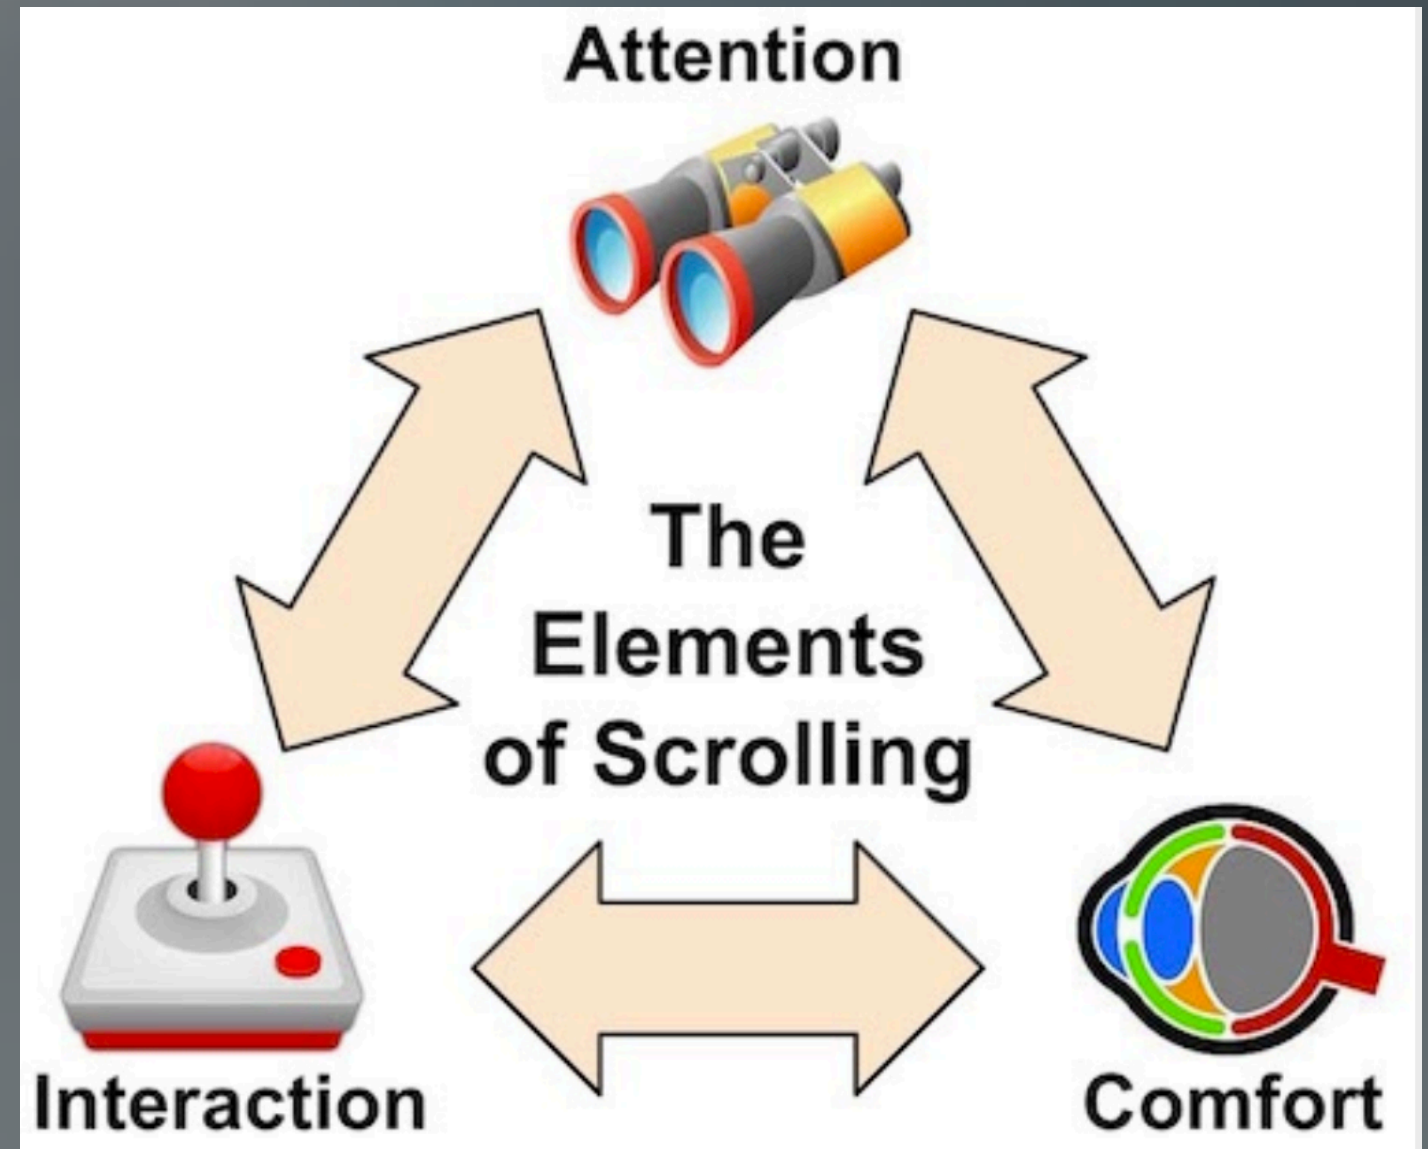 Attention
The
Elements
of Scrolling
Interaction
Comfort